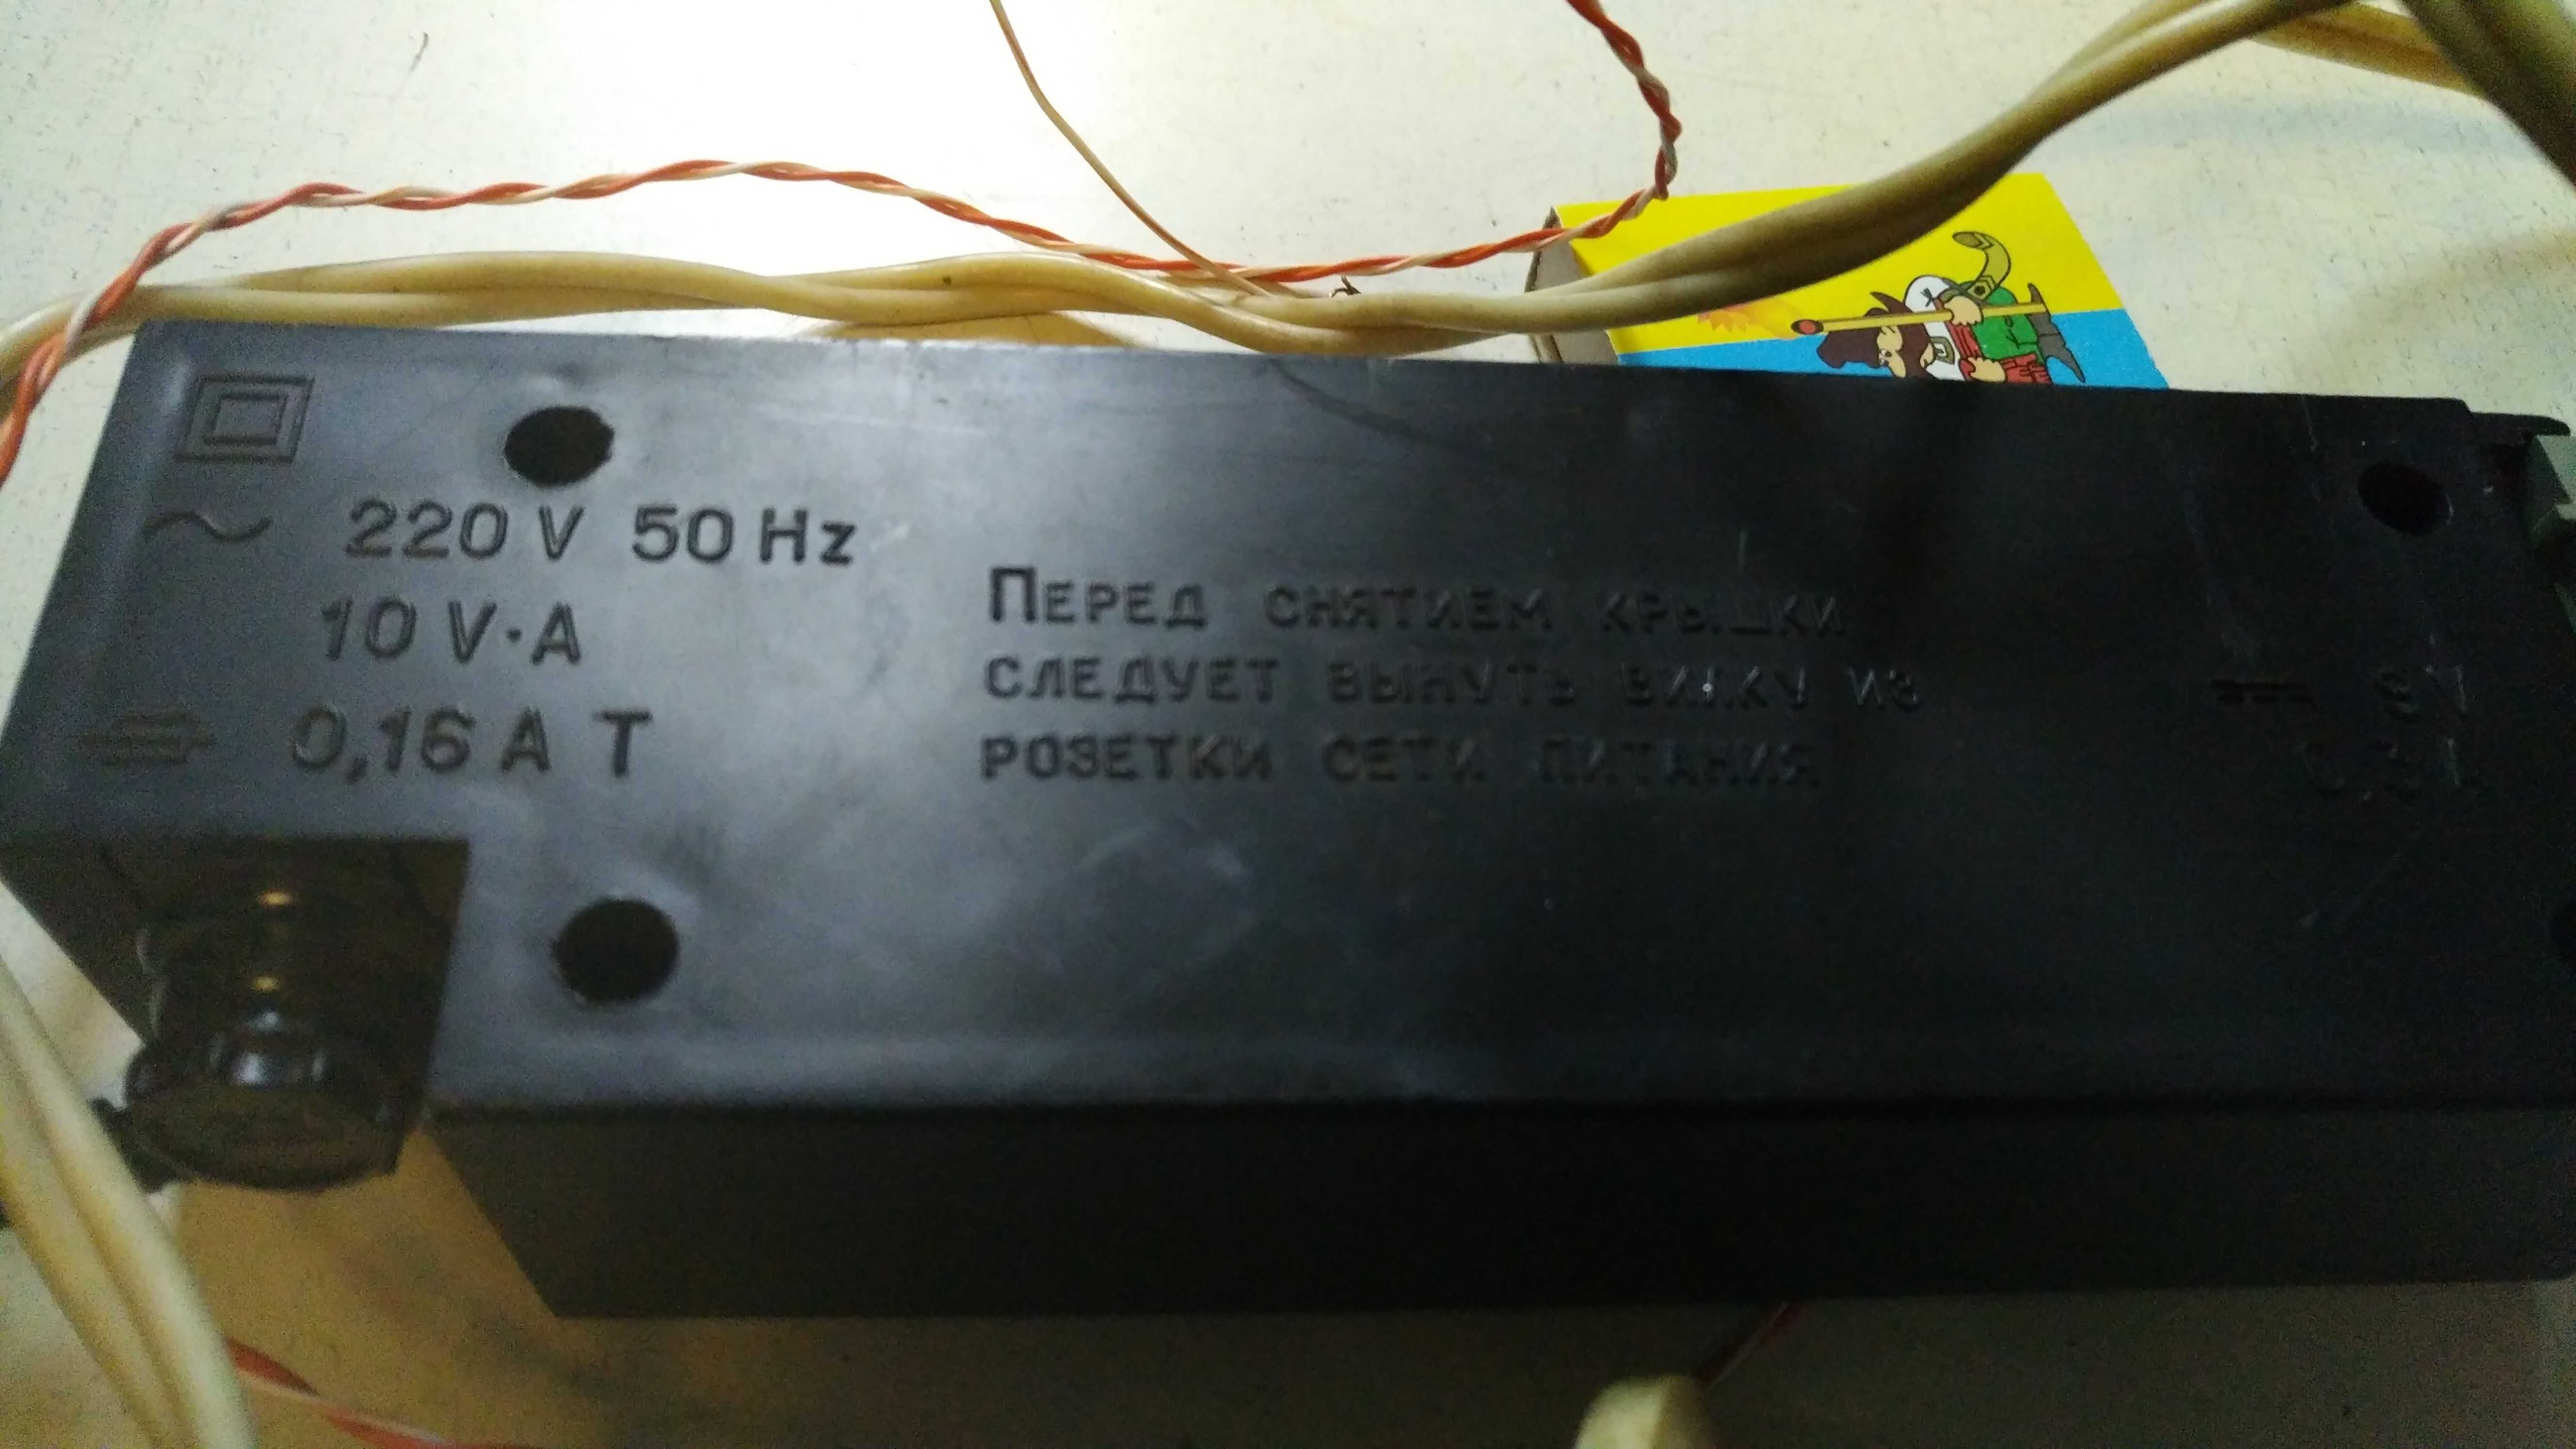 ~ 220 V 50 Hz
10 V·A
0,16 A T
ПЕРЕД СНЯТИЕМ КРЫШКИ
СЛЕДУЕТ ВЫНУТЬ ВИЛКУ ИЗ
РОЗЕТКИ СЕТИ ПИТАНИЯ